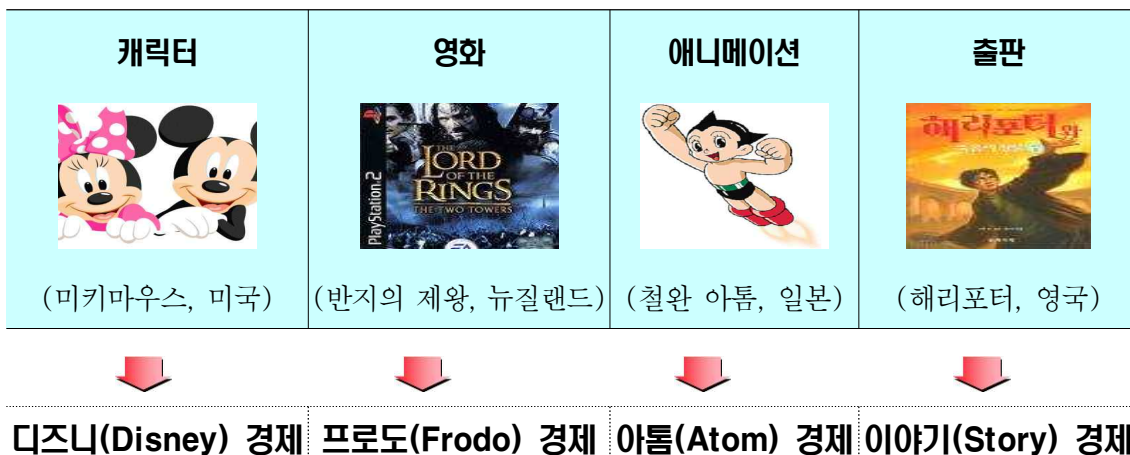 캐릭터 영화 애니메이션 출판
THE
LORD
OF THE
RINGS
THE TWO TOWERS
PlayStation.2
EA
해리포터와
(미키마우스, 미국) (반지의 제왕, 뉴질랜드) (철완 아톰, 일본) (해리포터, 영국)
디즈니(Disney) 경제 프로도(Frodo) 경제 아톰(Atom) 경제 이야기(Story) 경제